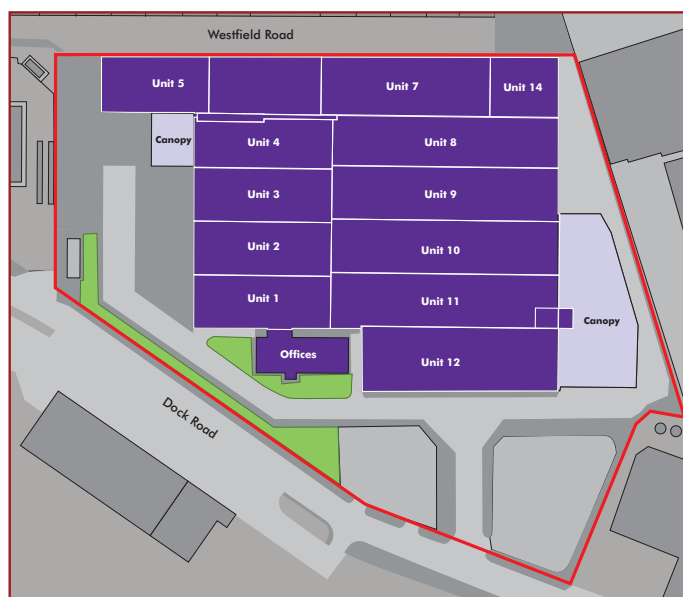 Westfield Road
Unit 5
Unit 7
Unit 14
Canopy
Unit 4
Unit 8
Unit 3
Unit 9
Unit 2
Unit 10
Unit 1
Unit 11
Canopy
Offices
Unit 12
Dock Road